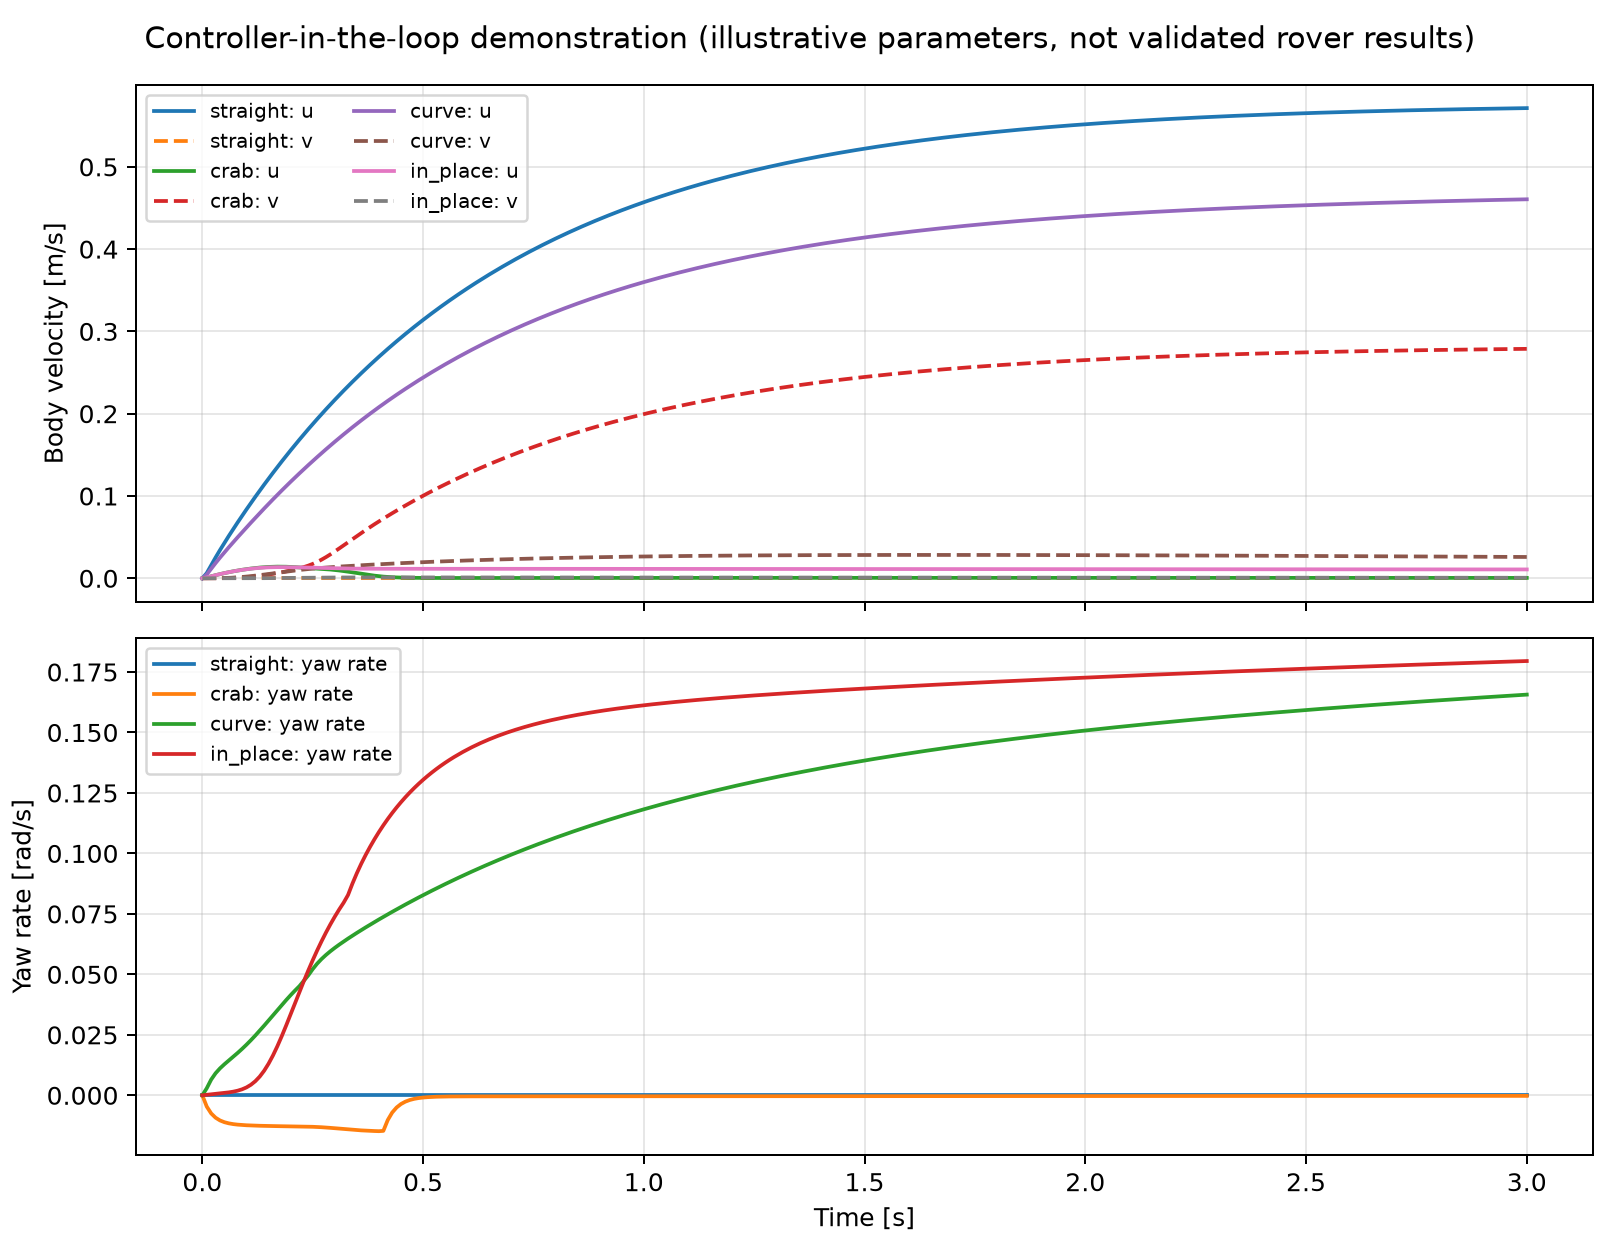 Controller-in-the-loop demonstration (illustrative parameters, not validated rover results)
straight: u
straight: v
crab: u
crab: v
curve: u
curve: v
in_place: u
in_place: v
Body velocity [m/s]
0.5
0.4
0.3
0.2
0.1
0.0
straight: yaw rate
crab: yaw rate
curve: yaw rate
in_place: yaw rate
Yaw rate [rad/s]
0.175
0.150
0.125
0.100
0.075
0.050
0.025
0.000
0.0 0.5 1.0 1.5 2.0 2.5 3.0
Time [s]